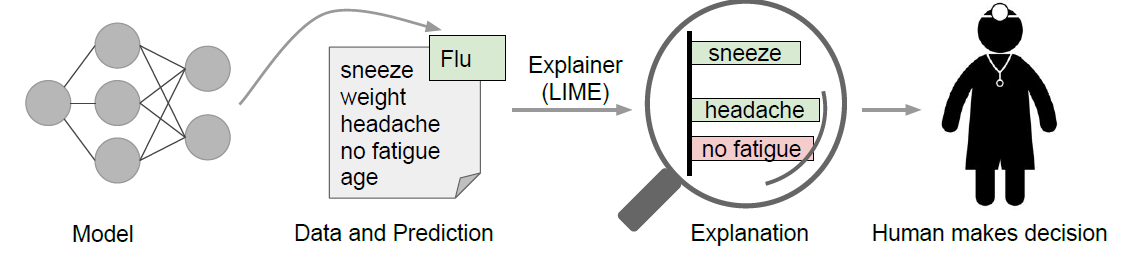 Flu
sneeze
weight
headache
no fatigue
age
Explainer
(LIME)
sneeze
headache
no fatigue
Model
Data and Prediction
Explanation
Human makes decision